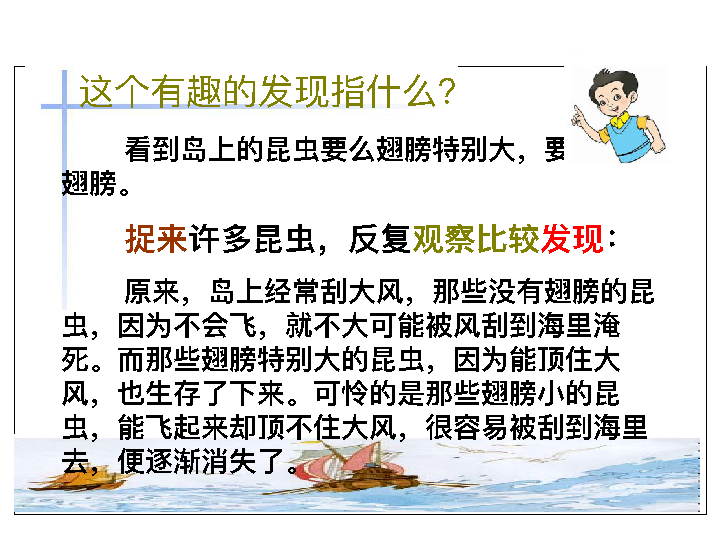 这个有趣的发现指什么?
看到岛上的昆虫要么翅膀特别大，要
翅膀。
捉来许多昆虫，反复观察比较发现：
原来，岛上经常刮大风，那些没有翅膀的昆
虫，因为不会飞，就不大可能被风刮到海里淹
死。而那些翅膀特别大的昆虫，因为能顶住大
风，也生存了下来。可怜的是那些翅膀小的昆
虫，能飞起来却顶不住大风，很容易被刮到海里
去，便逐渐消失了。